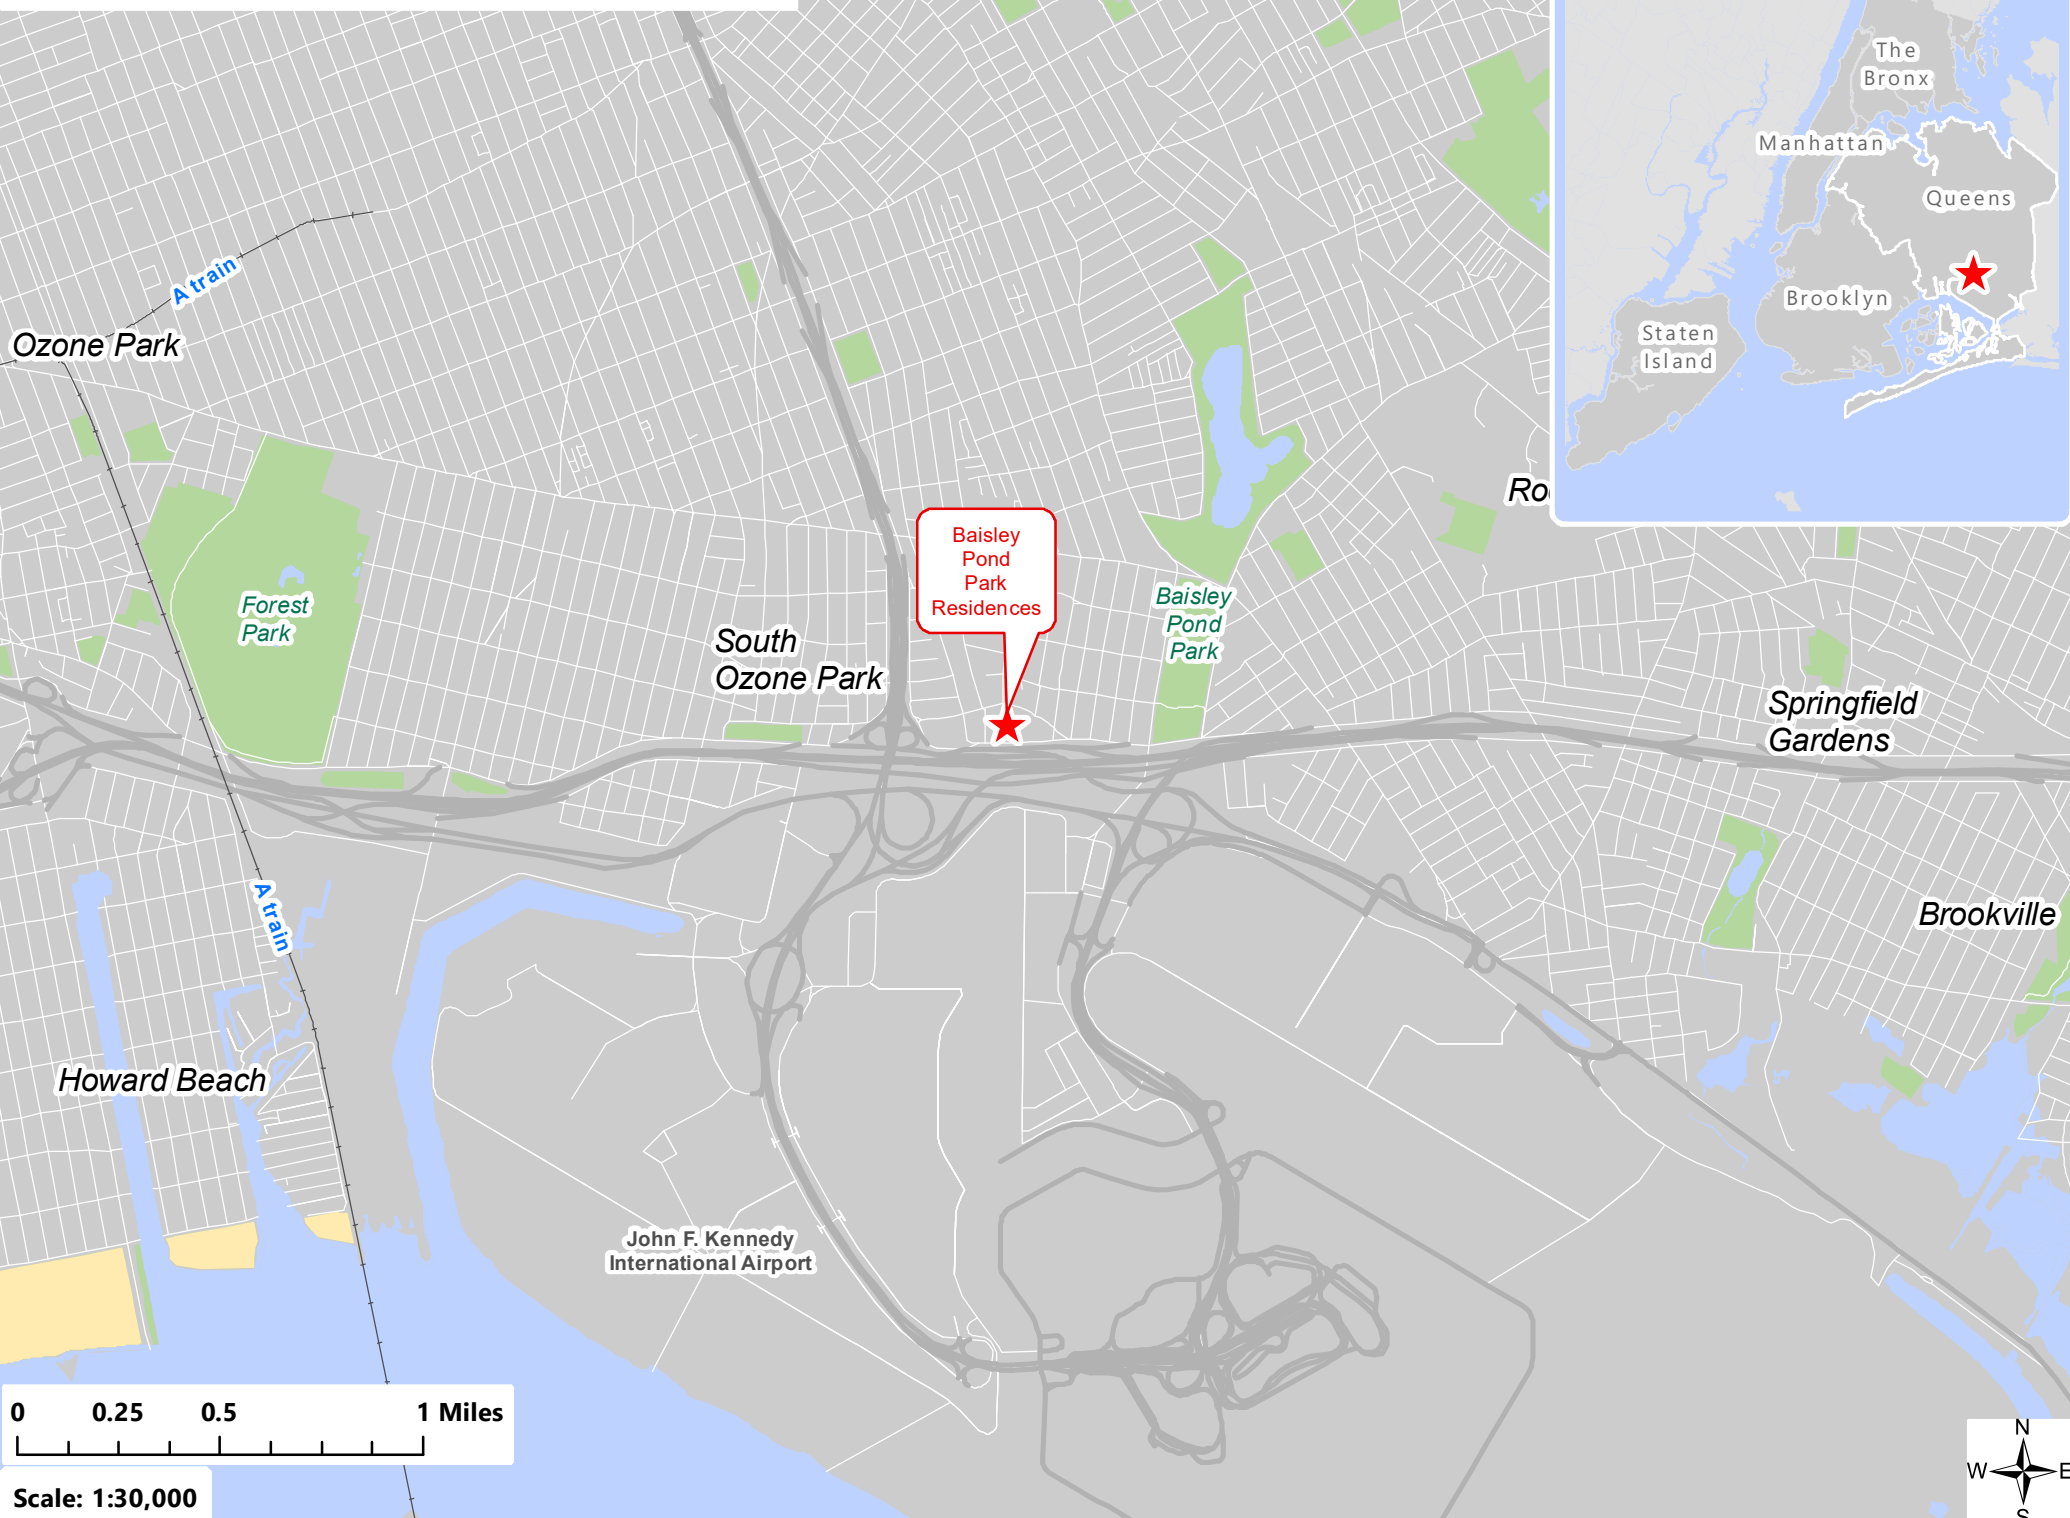 The
Bronx
Manhattan
Queens
Brooklyn
Staten
Island
A train
Ozone Park
Ro
Baisley
Pond
Park
Residences
Forest
Park
South
Ozone Park
Baisley
Pond
Park
Springfield
Gardens
A train
Brookville
Howard Beach
John F. Kennedy
International Airport
0 0.25 0.5 1 Miles
Scale: 1:30,000
N
W E
S